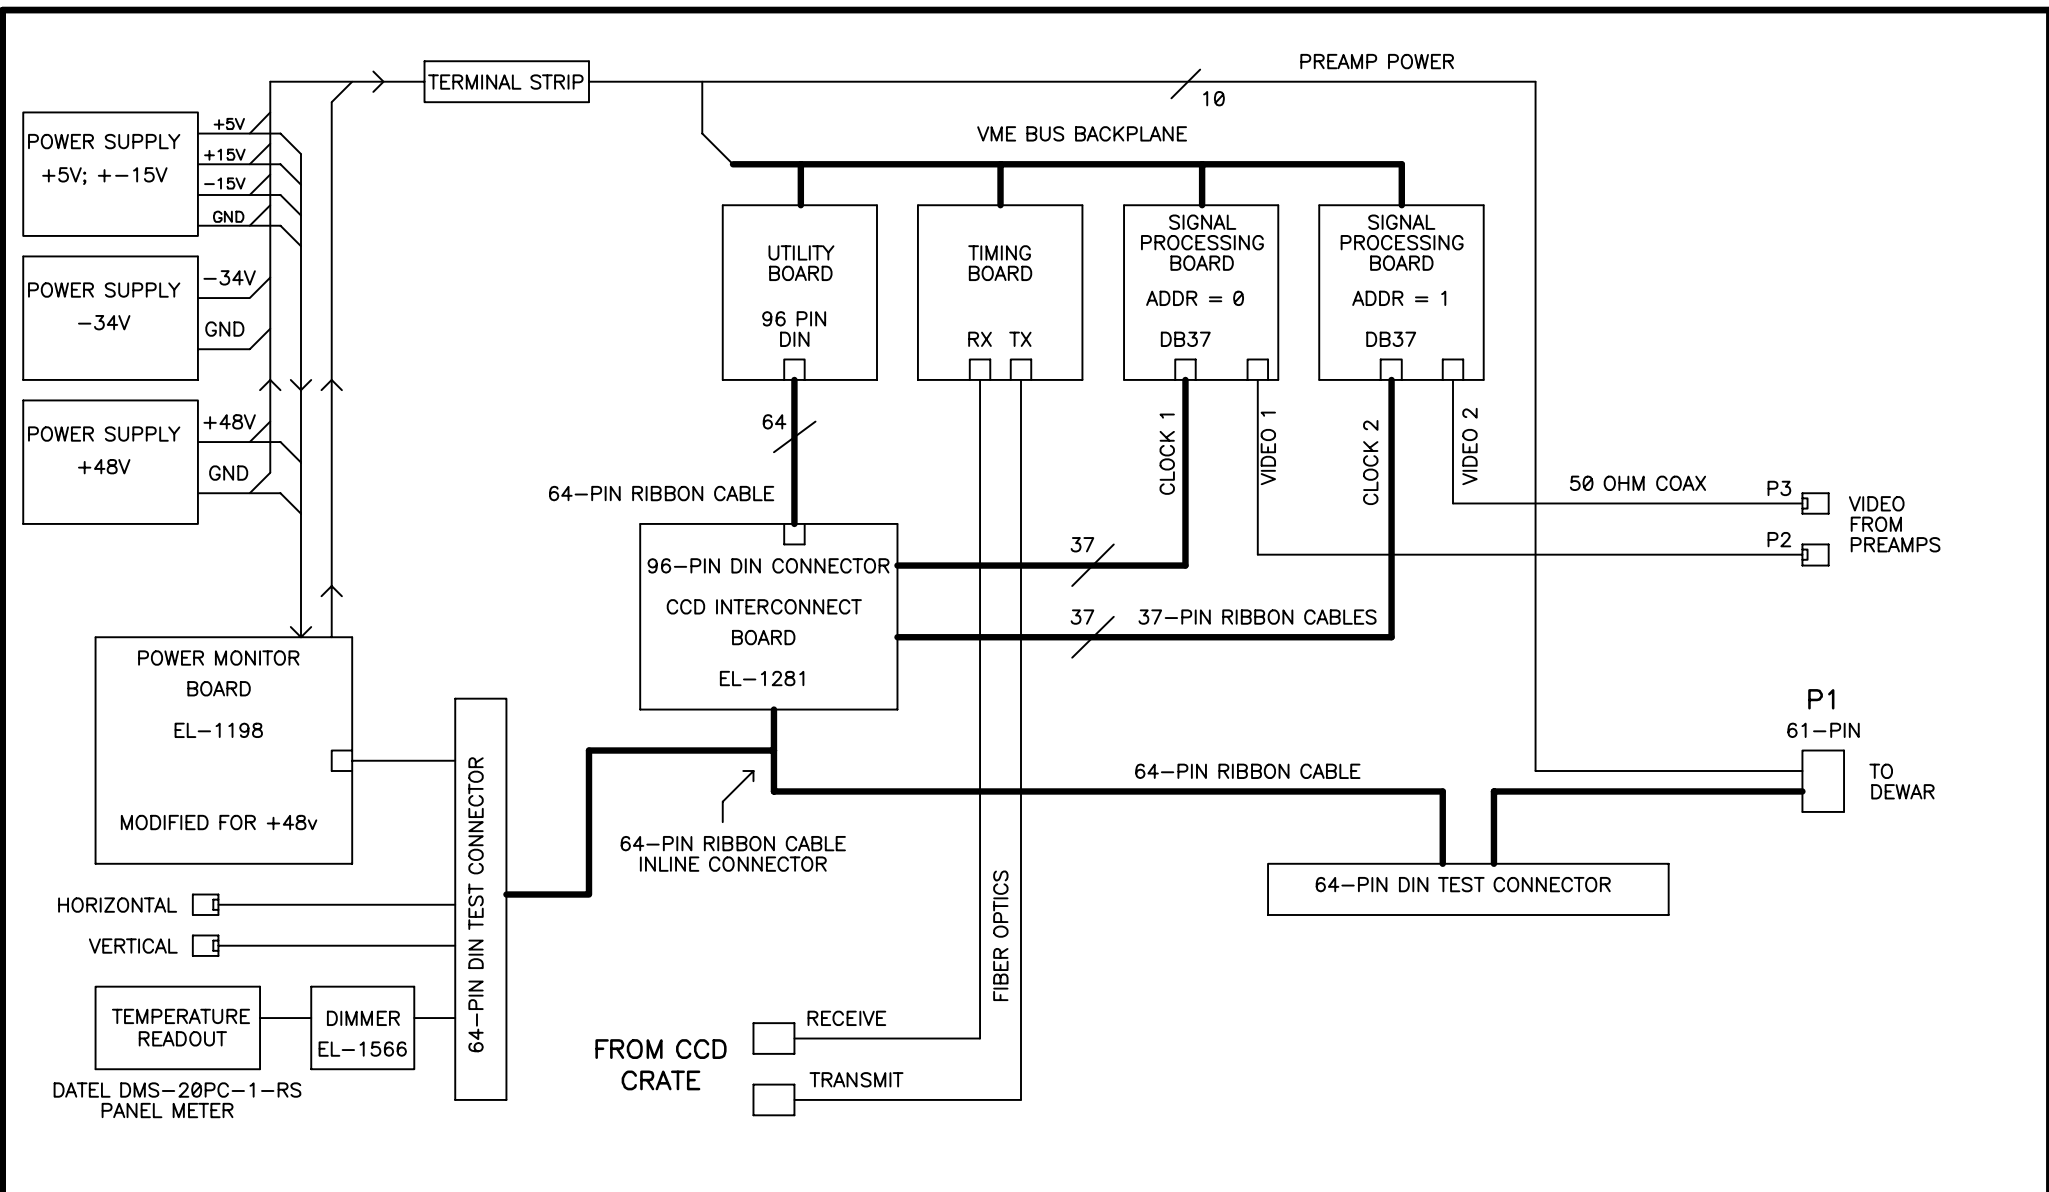 PREAMP POWER
TERMINAL STRIP
10
VME BUS BACKPLANE
POWER SUPPLY
+5V; +-15V
+5V
+15V
-15V
GND
POWER SUPPLY
-34V
-34V
GND
POWER SUPPLY
+48V
+48V
GND
UTILITY
BOARD
96 PIN
DIN
TIMING
BOARD
RX TX
SIGNAL
PROCESSING
BOARD
ADDR = 0
DB37
SIGNAL
PROCESSING
BOARD
ADDR = 1
DB37
64
64-PIN RIBBON CABLE
CLOCK 1
VIDEO 1
CLOCK 2
VIDEO 2
50 OHM COAX
P3
P2
VIDEO
FROM
PREAMPS
96-PIN DIN CONNECTOR
CCD INTERCONNECT
BOARD
EL-1281
37
37
37-PIN RIBBON CABLES
POWER MONITOR
BOARD
EL-1198
MODIFIED FOR +48v
64-PIN DIN TEST CONNECTOR
64-PIN RIBBON CABLE
INLINE CONNECTOR
64-PIN RIBBON CABLE
P1
61-PIN
TO
DEWAR
64-PIN DIN TEST CONNECTOR
HORIZONTAL
VERTICAL
TEMPERATURE
READOUT
DIMMER
EL-1566
DATEL DMS-20PC-1-RS
PANEL METER
FIBER OPTICS
FROM CCD
CRATE
RECEIVE
TRANSMIT